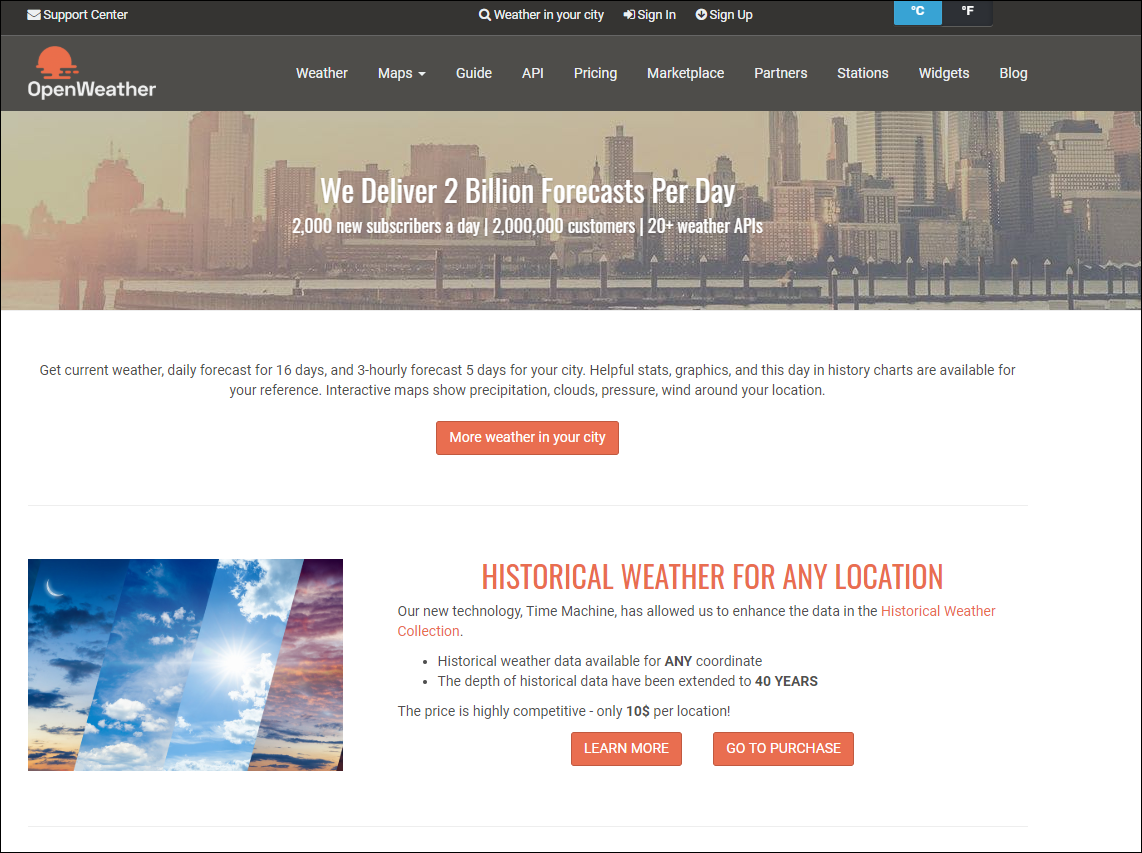 Support Center
Weather in your city
Sign In
Sign Up
°C
°F
OpenWeather
Weather
Maps
Guide
API
Pricing
Marketplace
Partners
Stations
Widgets
Blog
We Deliver 2 Billion Forecasts Per Day
2,000 new subscribers a day | 2,000,000 customers | 20+ weather APIs
Get current weather, daily forecast for 16 days, and 3-hourly forecast 5 days for your city. Helpful stats, graphics, and this day in history charts are available for
your reference. Interactive maps show precipitation, clouds, pressure, wind around your location.
More weather in your city
HISTORICAL WEATHER FOR ANY LOCATION
Our new technology, Time Machine, has allowed us to enhance the data in the Historical Weather
Collection.
• Historical weather data available for ANY coordinate
• The depth of historical data have been extended to 40 YEARS
The price is highly competitive - only 10$ per location!
LEARN MORE
GO TO PURCHASE